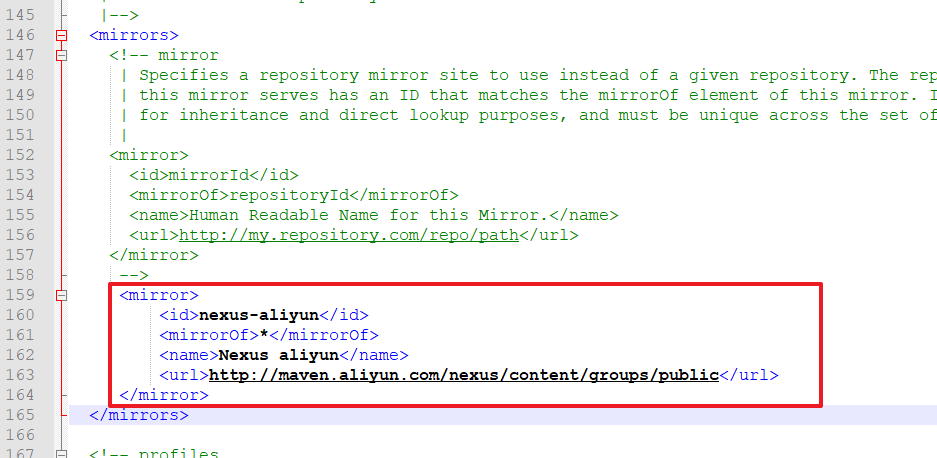 145 |-->
146 <mirrors>
147 <!-- mirror
148 | Specifies a repository mirror site to use instead of a given repository. The rep
149 | this mirror serves has an ID that matches the mirrorOf element of this mirror. I
150 | for inheritance and direct lookup purposes, and must be unique across the set of
151 |
152 <mirror>
153 <id>mirrorId</id>
154 <mirrorOf>repositoryId</mirrorOf>
155 <name>Human Readable Name for this Mirror.</name>
156 <url>http://my.repository.com/repo/path</url>
157 </mirror>
158 -->
159 <mirror>
160 <id>nexus-aliyun</id>
161 <mirrorOf>*</mirrorOf>
162 <name>Nexus aliyun</name>
163 <url>http://maven.aliyun.com/nexus/content/groups/public</url>
164 </mirror>
165 </mirrors>
166
167 <!-- profiles